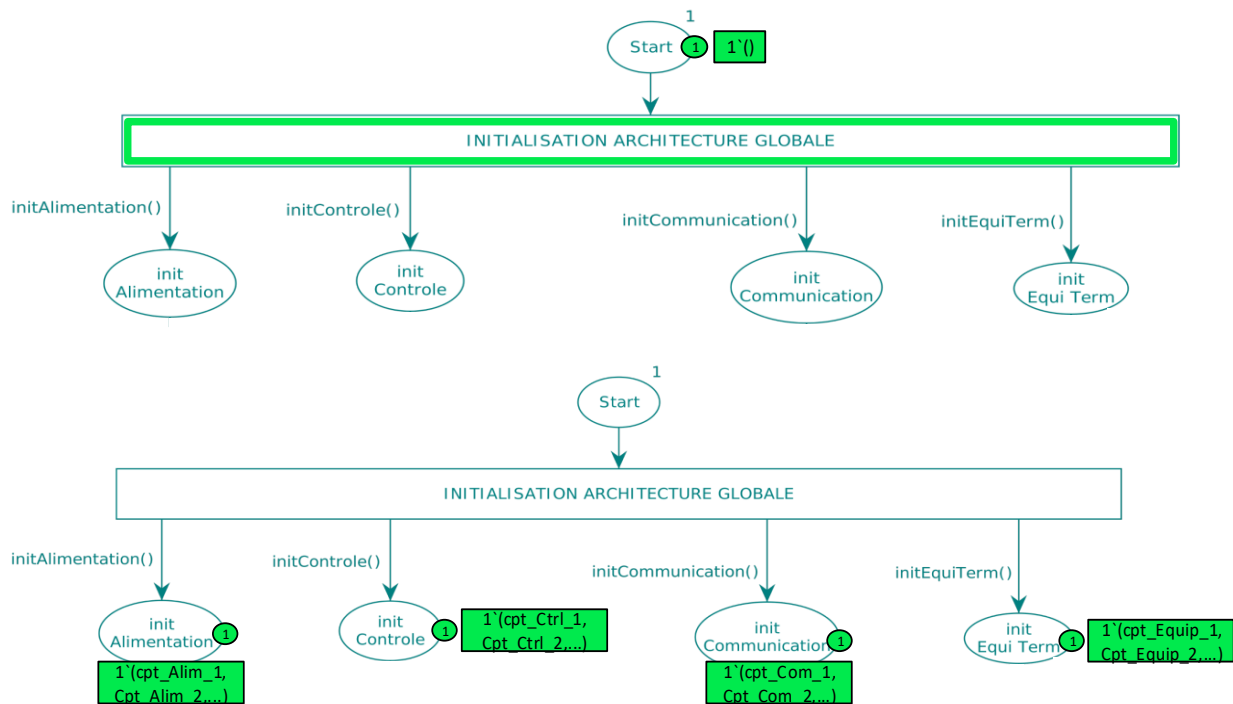 1
Start
1
1`()
INITIALISATION ARCHITECTURE GLOBALE
initAlimentation()
initControle()
initCommunication()
initEquiTerm()
init
Alimentation
init
Controle
init
Communication
init
Equi Term
1
Start
INITIALISATION ARCHITECTURE GLOBALE
initAlimentation()
initControle()
initCommunication()
initEquiTerm()
init
Alimentation
1
1`(cpt_Alim_1,
Cpt_Alim_2,...)
init
Controle
1
1`(cpt_Ctrl_1,
Cpt_Ctrl_2,...)
init
Communication
1
1`(cpt_Com_1,
Cpt_Com_2,...)
init
Equi Term
1
1`(cpt_Equip_1,
Cpt_Equip_2,...)